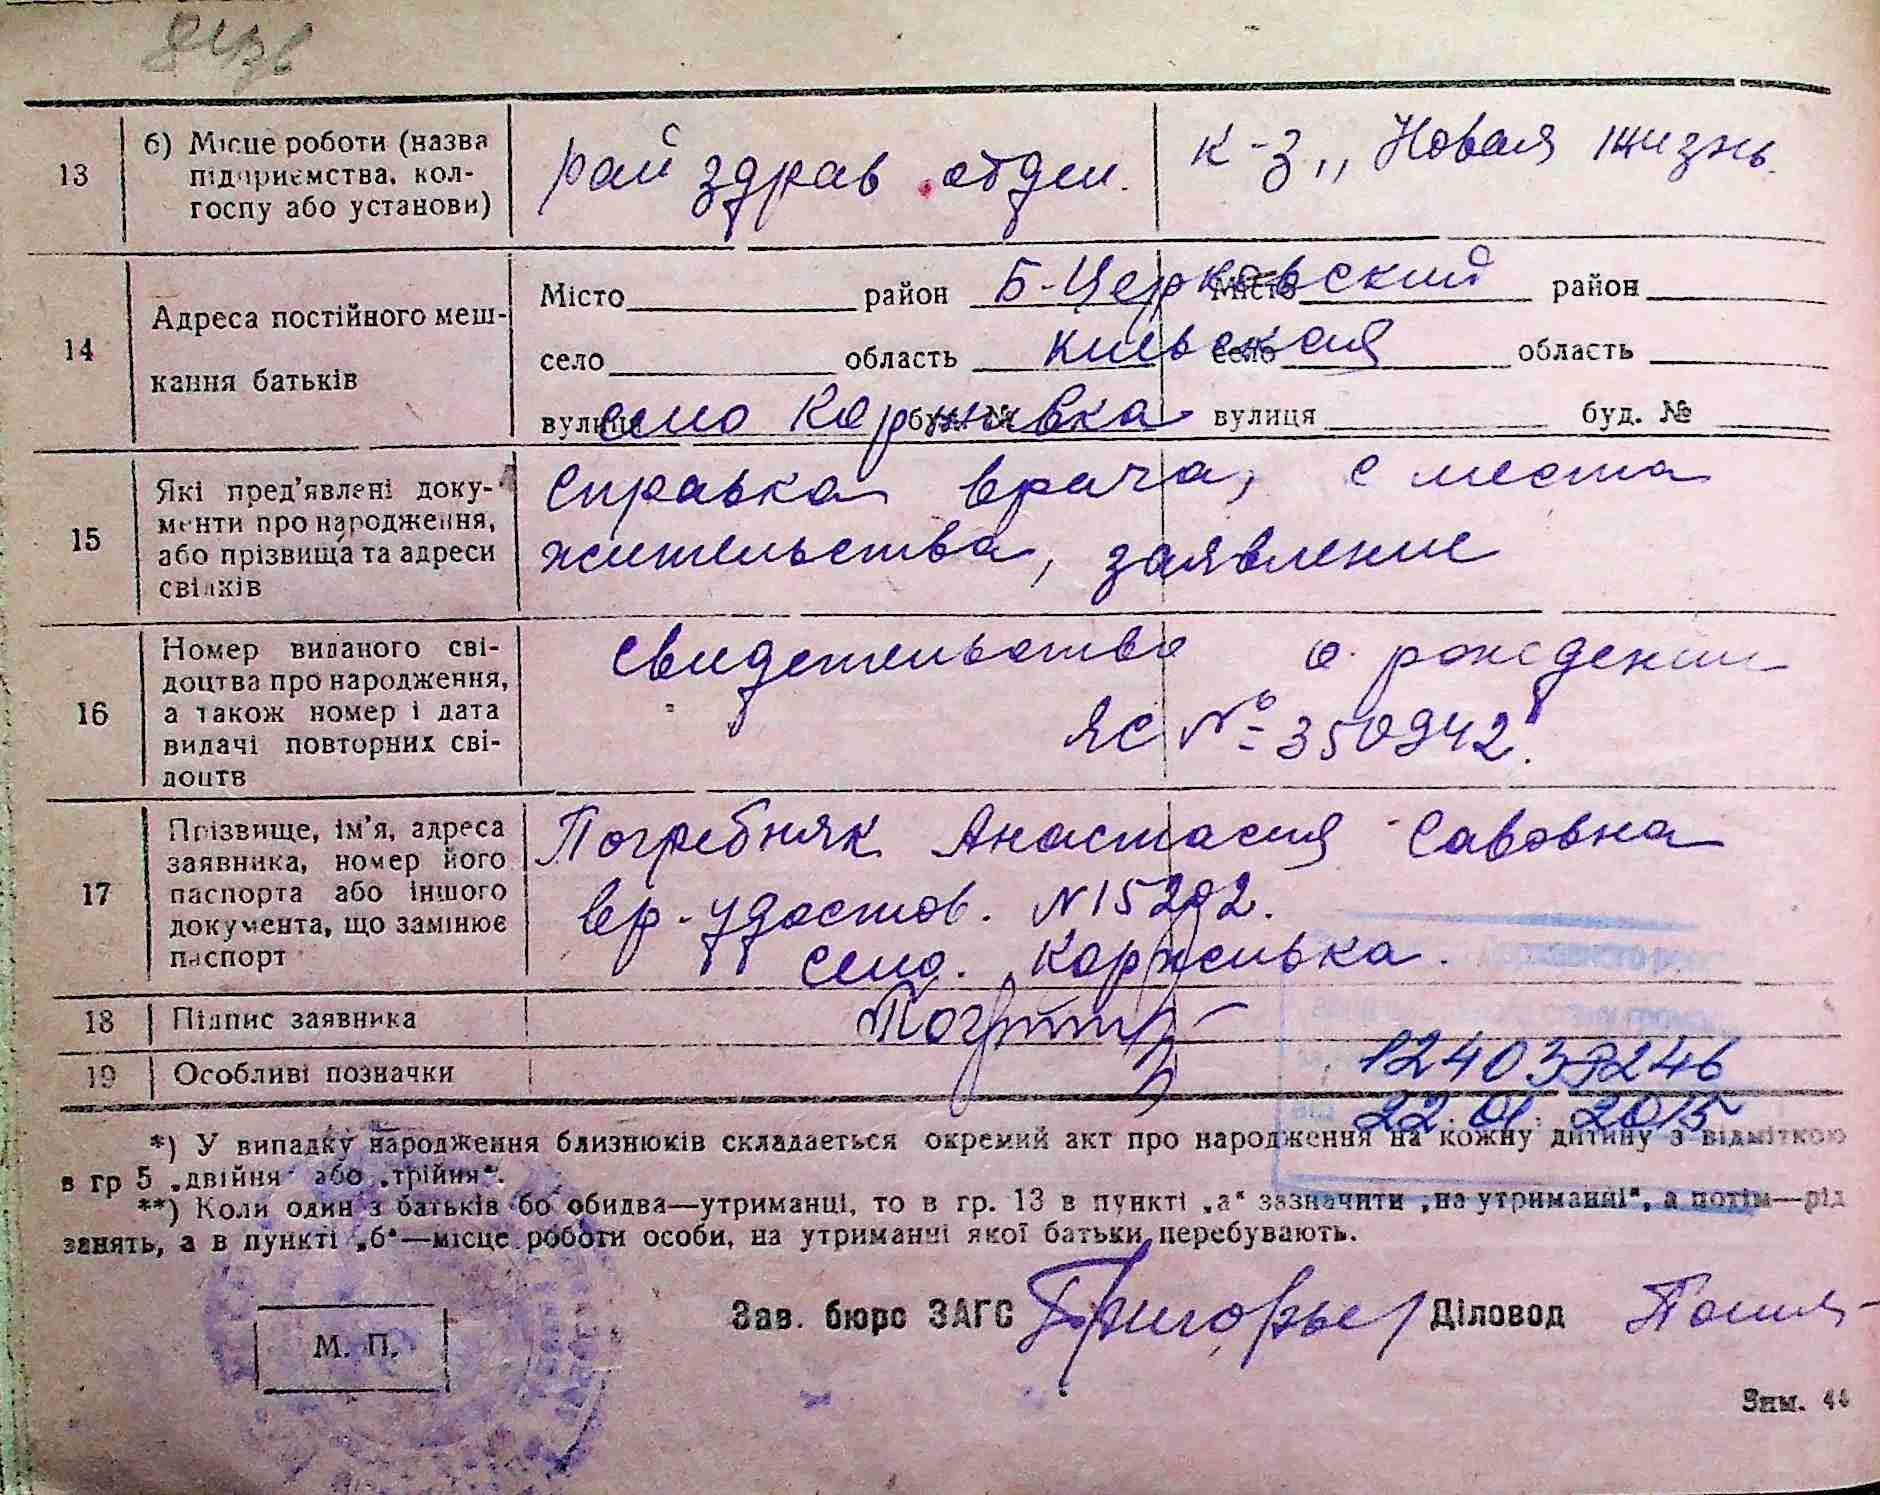 13 б) Місце роботи (назва підприємства, колгоспу або установи) рай здрав отдел. к-з „Новая жизнь.
14 Адреса постійного мешкання батьків
Місто район Б-Церковский Місто район
село область Киевская село область
вулиця село Коржиевка буд. № вулиця буд. №
15 Які пред’явлені документи про народження, або прізвища та адреси свідків
Справка врача, с места
жительства, заявление
16 Номер виданого свідоцтва про народження, а також номер і дата видачі повторних свідоцтв
Свидетельство о рождении
ЯС № 350942.
17 Прізвище, ім’я, адреса заявника, номер його паспорта або іншого документа, що замінює паспорт
Погребняк Анастасия Савовна
вр-удостов. N15292.
село. Коржиевка.
18 Підпис заявника
19 Особливі позначки
22.01.2015
*) У випадку народження близнюків складається окремий акт про народження на кожну дитину з відміткою
в гр 5 „двійня“ або „трійня“.
**) Коли один з батьків бо обидва—утриманці, то в гр. 13 в пункті „а“ зазначити „на утриманні“, а потім—рід
занять, а в пункті „б“—місце роботи особи, на утриманні якої батьки перебувають.
Зав. бюро ЗАГС Григорьев Діловод
М. П.
Зим. 44